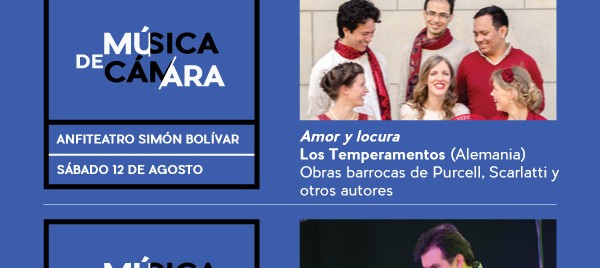 MÚSICA
DE
CÁMARA
ANFITEATRO SIMÓN BOLÍVAR
SÁBADO 12 DE AGOSTO
Amor y locura
Los Temperamentos (Alemania)
Obras barrocas de Purcell, Scarlatti y
otros autores
MÚSICA